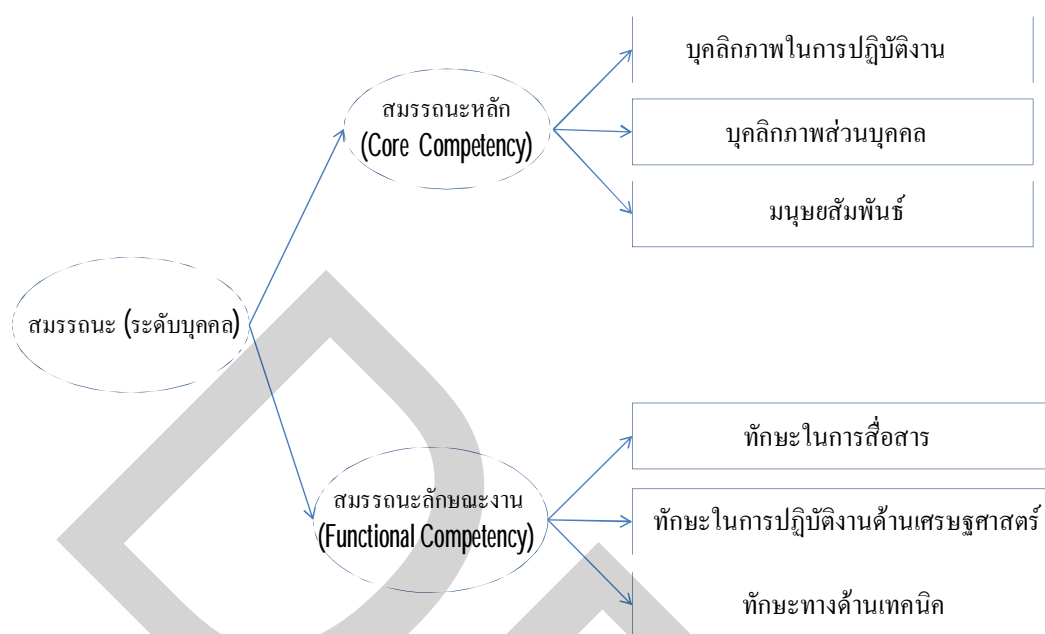 บุคลิกภาพในการปฏิบัติงาน
สมรรถนะหลัก
(Core Competency)
บุคลิกภาพส่วนบุคคล
มนุษยสัมพันธ์
สมรรถนะ (ระดับบุคคล)
ทักษะในการสื่อสาร
สมรรถนะลักษณะงาน
(Functional Competency)
ทักษะในการปฏิบัติงานด้านเศรษฐศาสตร์
ทักษะทางด้านเทคนิค